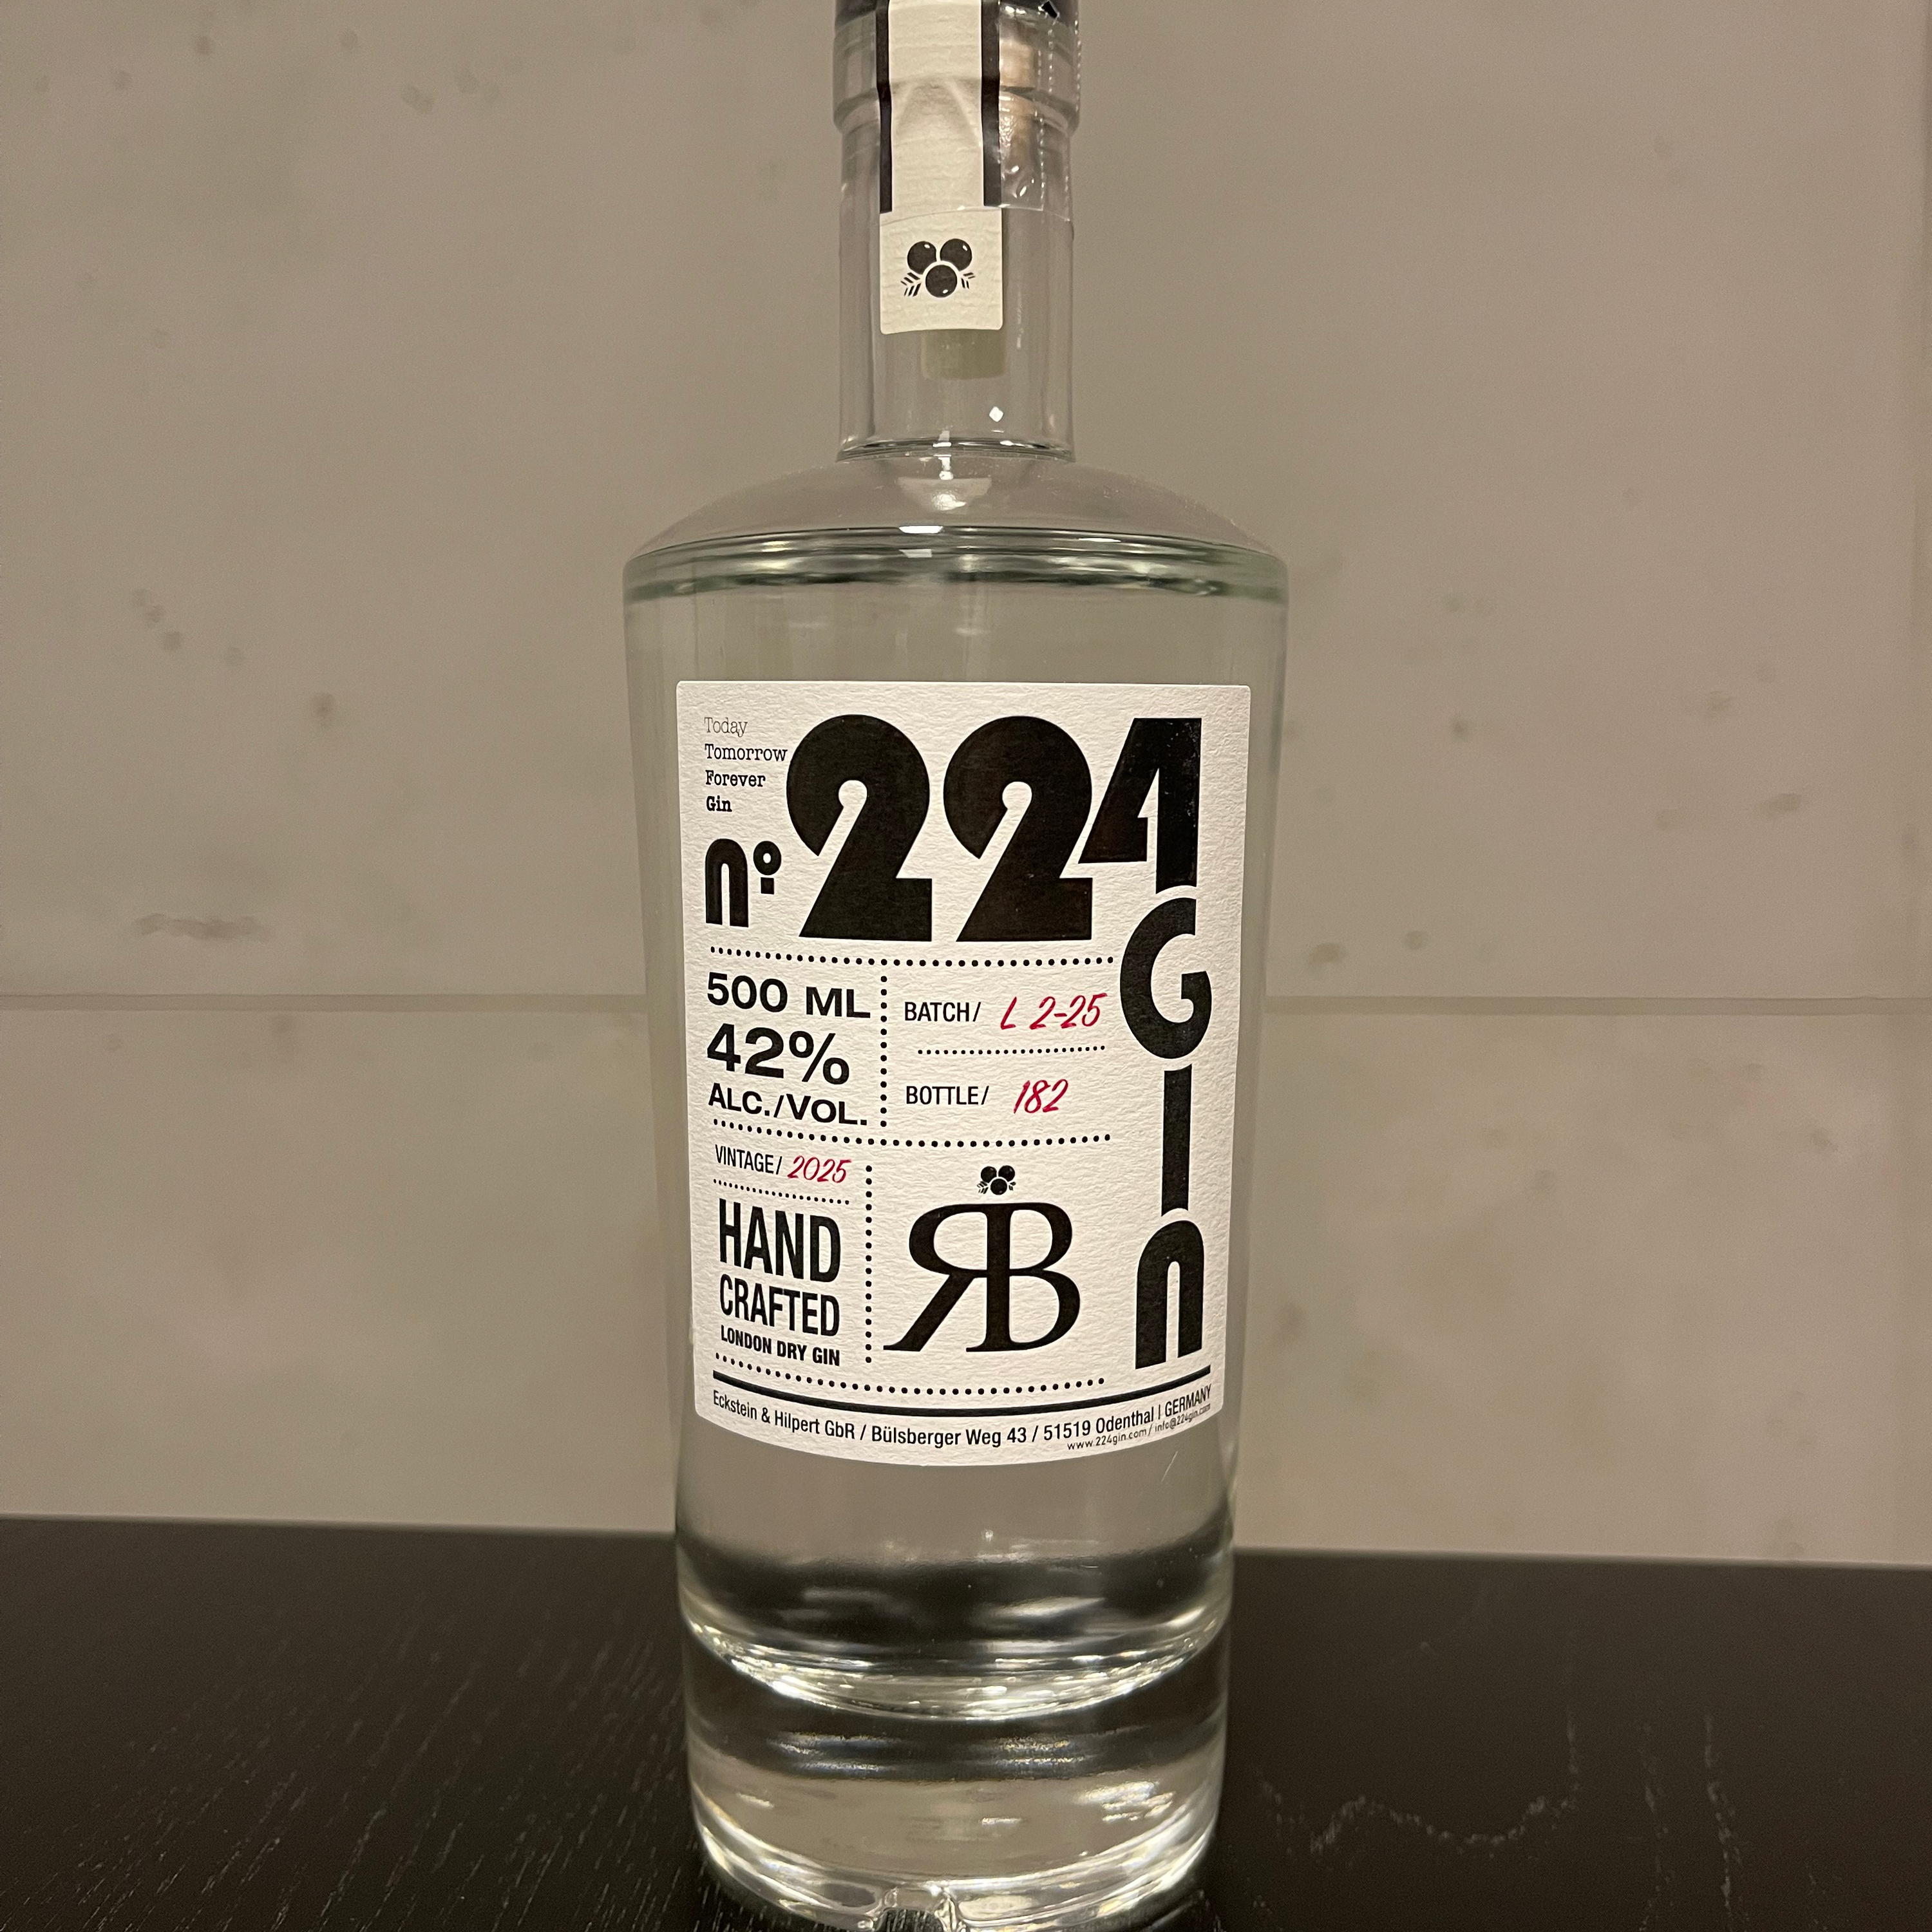 Today
Tomorrow
Forever
Gin
nº 224
GIN
500 ML
42%
ALC./VOL.
BATCH/ L 2-25
BOTTLE/ 182
VINTAGE/ 2025
HAND
CRAFTED
LONDON DRY GIN
RB
Eckstein & Hilpert GbR / Bülsberger Weg 43 / 51519 Odenthal | GERMANY
www.224gin.com / info@224gin.com